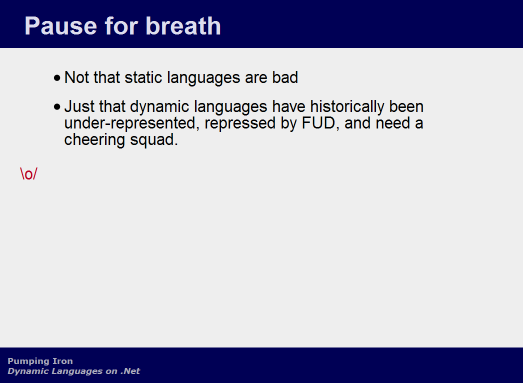 Pause for breath
• Not that static languages are bad
• Just that dynamic languages have historically been
under-represented, repressed by FUD, and need a
cheering squad.
\o/
Pumping Iron
Dynamic Languages on .Net